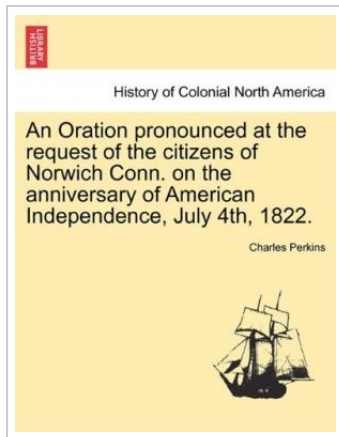 BRITISH
LIBRARY
History of Colonial North America
An Oration pronounced at the
request of the citizens of
Norwich Conn. on the
anniversary of American
Independence, July 4th, 1822.
Charles Perkins